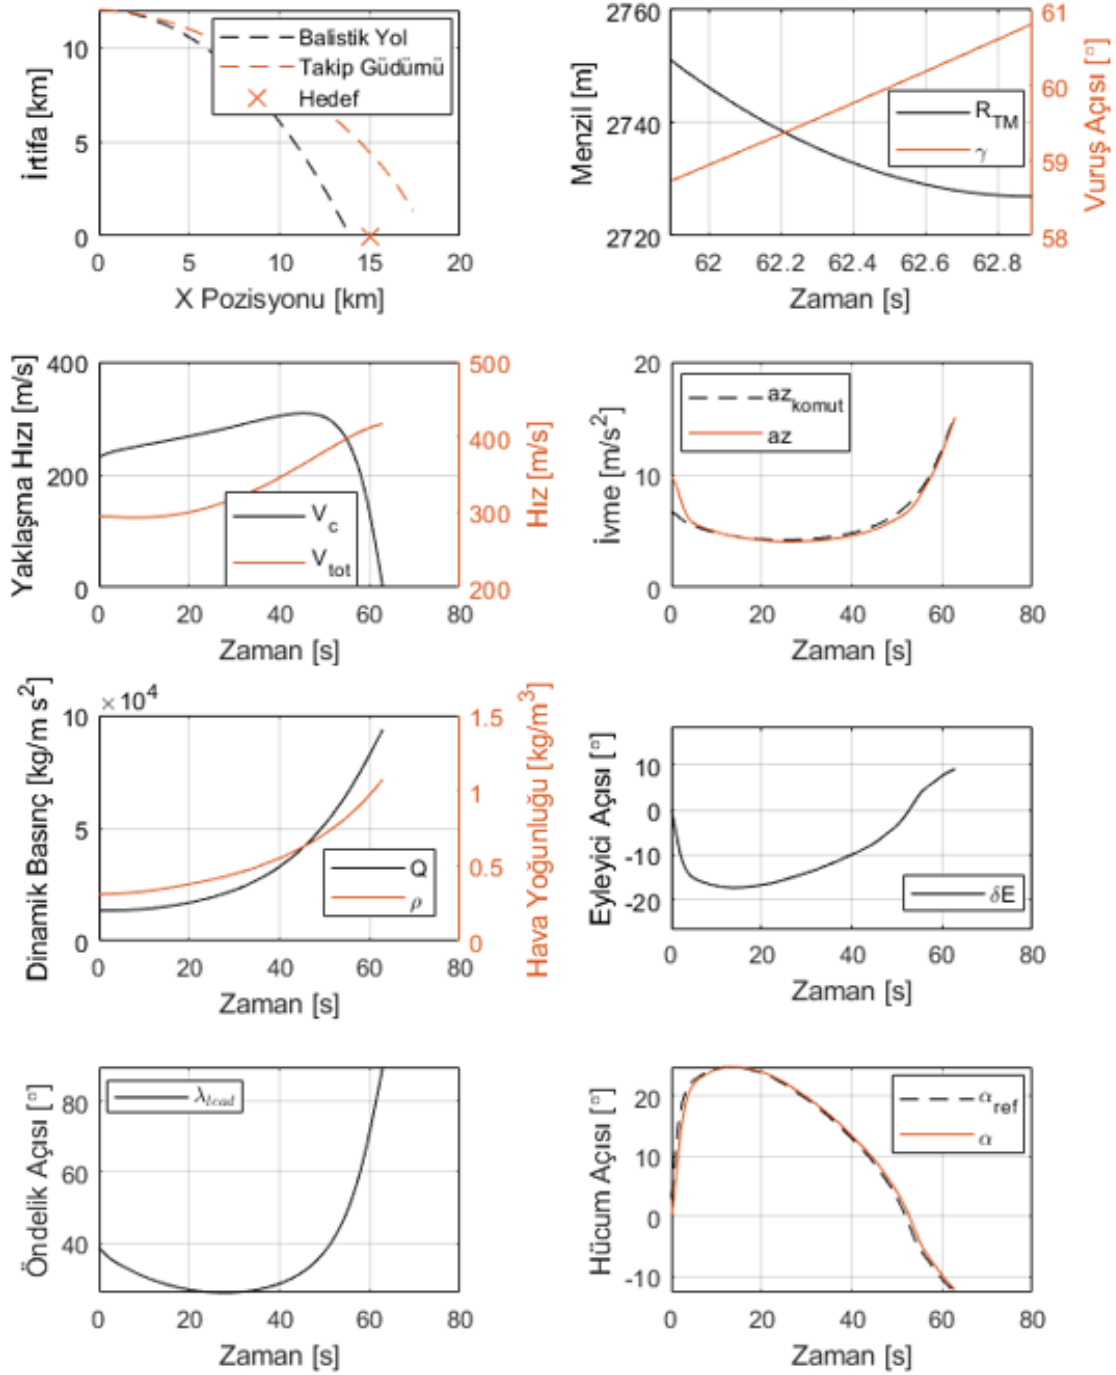 10
5
0
İrtifa [km]
Balistik Yol
Takip Güdümü
Hedef
0 5 10 15 20
X Pozisyonu [km]
2760
2740
2720
Menzil [m]
R_TM
γ
61
60
59
58
Vuruş Açısı [°]
62 62.2 62.4 62.6 62.8
Zaman [s]
400
200
0
Yaklaşma Hızı [m/s]
V_c
V_tot
500
400
300
200
Hız [m/s]
0 20 40 60 80
Zaman [s]
20
10
0
İvme [m/s²]
az_komut
az
0 20 40 60 80
Zaman [s]
× 10⁴
10
5
0
Dinamik Basınç [kg/m s²]
Q
ρ
1.5
1
0.5
0
Hava Yoğunluğu [kg/m³]
0 20 40 60 80
Zaman [s]
10
0
-10
-20
Eyleyici Açısı [°]
δE
0 20 40 60 80
Zaman [s]
80
60
40
Öndelik Açısı [°]
λ_lead
0 20 40 60 80
Zaman [s]
20
10
0
-10
Hücum Açısı [°]
α_ref
α
0 20 40 60 80
Zaman [s]